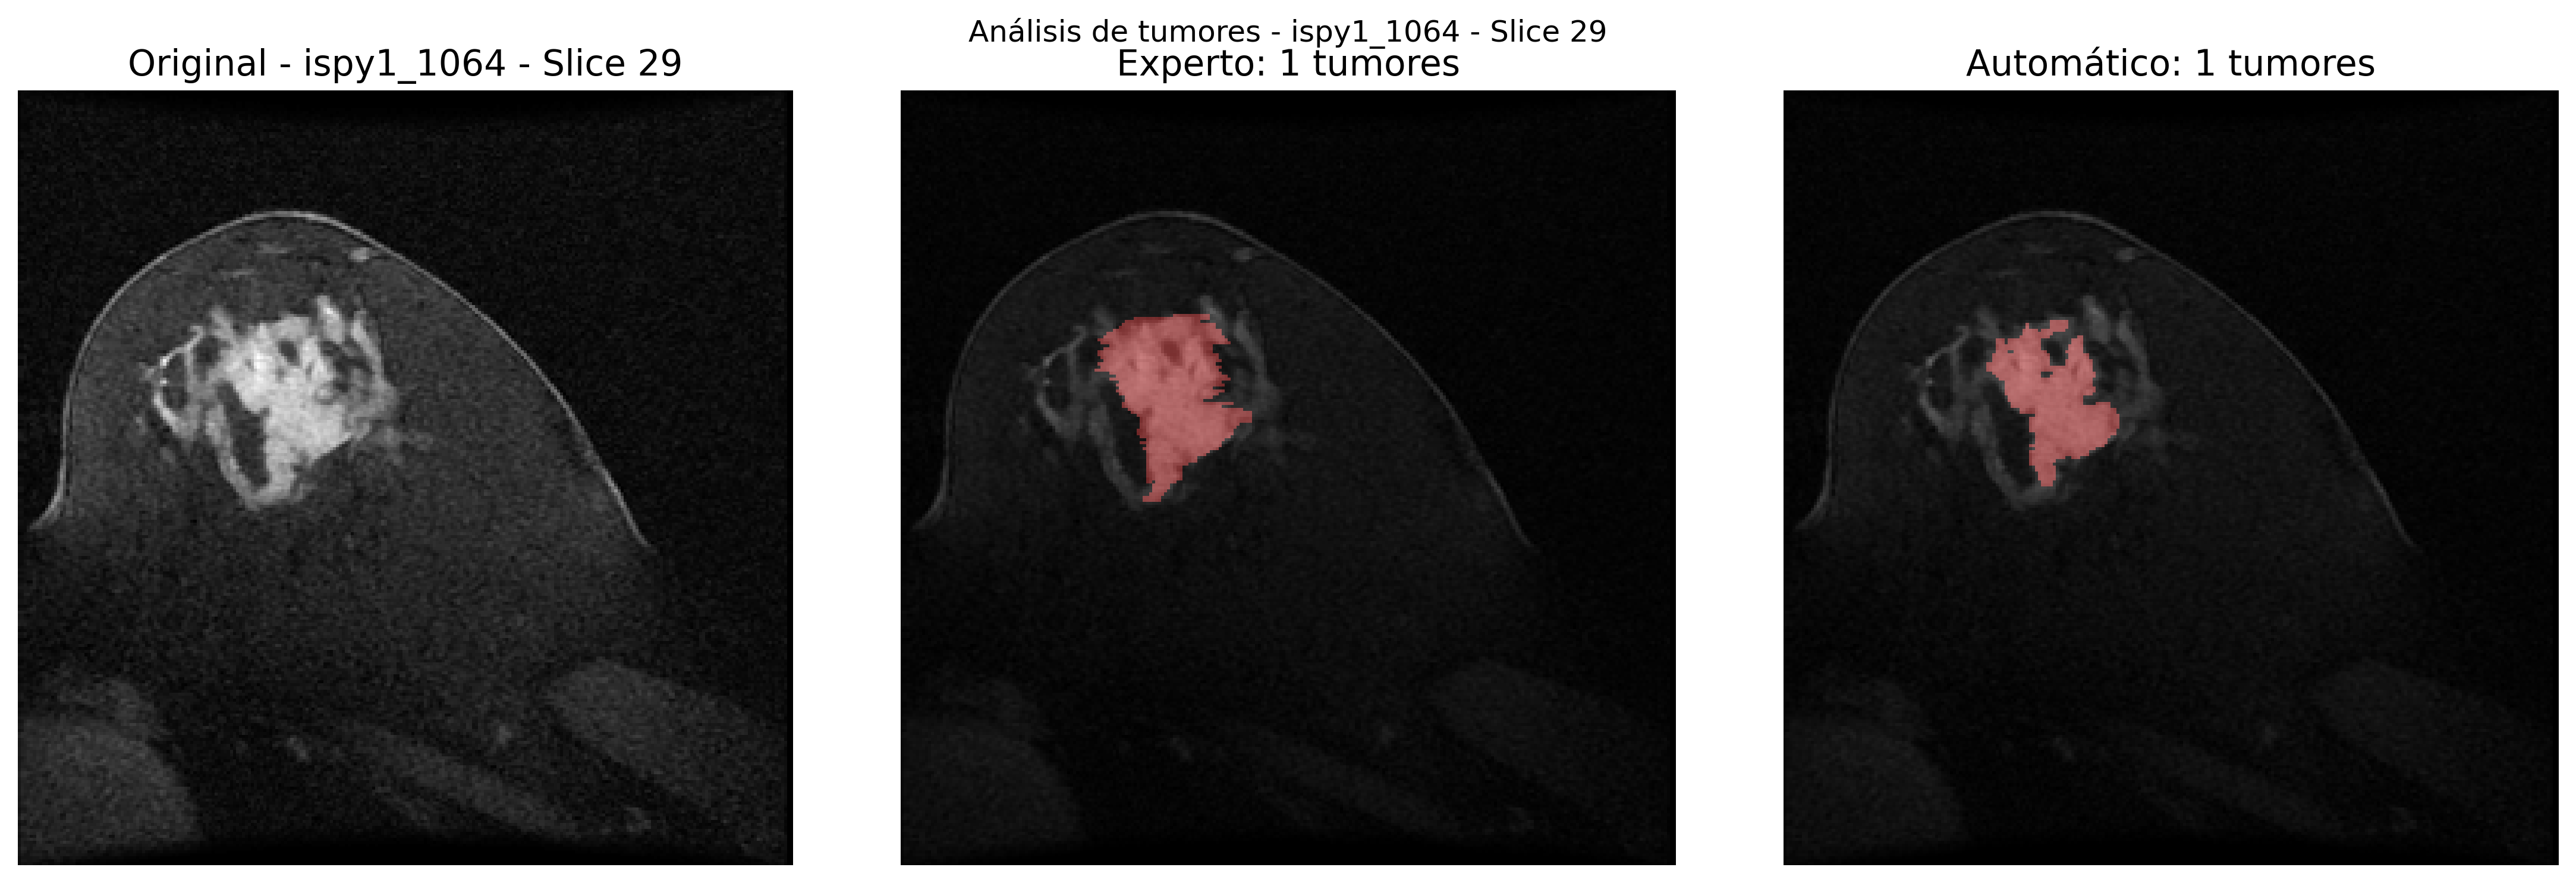 Análisis de tumores - ispy1_1064 - Slice 29
Original - ispy1_1064 - Slice 29
Experto: 1 tumores
Automático: 1 tumores